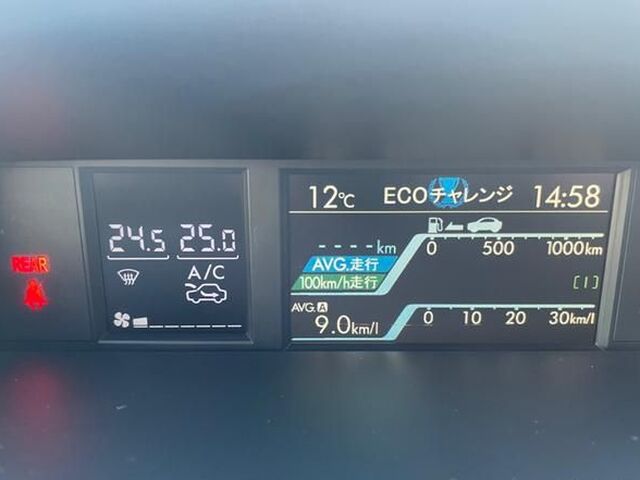 REAR
24.5 25.0
A/C
12℃ ECOチャレンジ 14:58
- - - - km
0 500 1000km
AVG.走行
100km/h走行
[1]
AVG. A
9.0km/l
0 10 20 30km/l